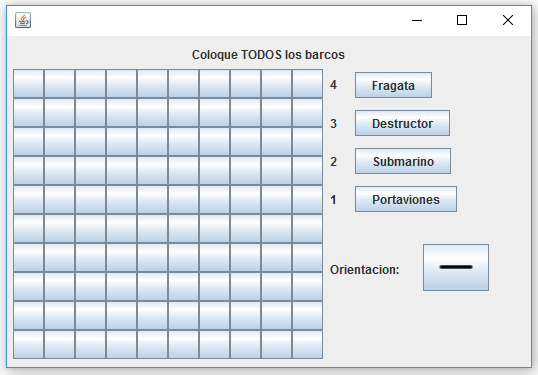 Coloque TODOS los barcos
4 Fragata
3 Destructor
2 Submarino
1 Portaviones
Orientacion: